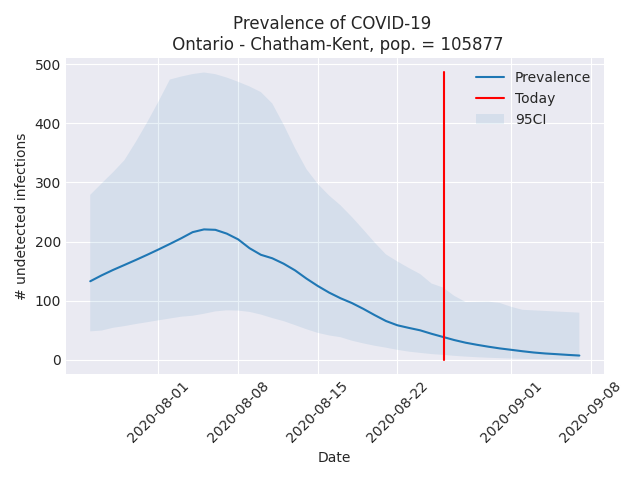 Prevalence of COVID-19
Ontario - Chatham-Kent, pop. = 105877
500
400
300
200
100
0
# undetected infections
Prevalence
Today
95CI
2020-08-01
2020-08-08
2020-08-15
2020-08-22
2020-09-01
2020-09-08
Date